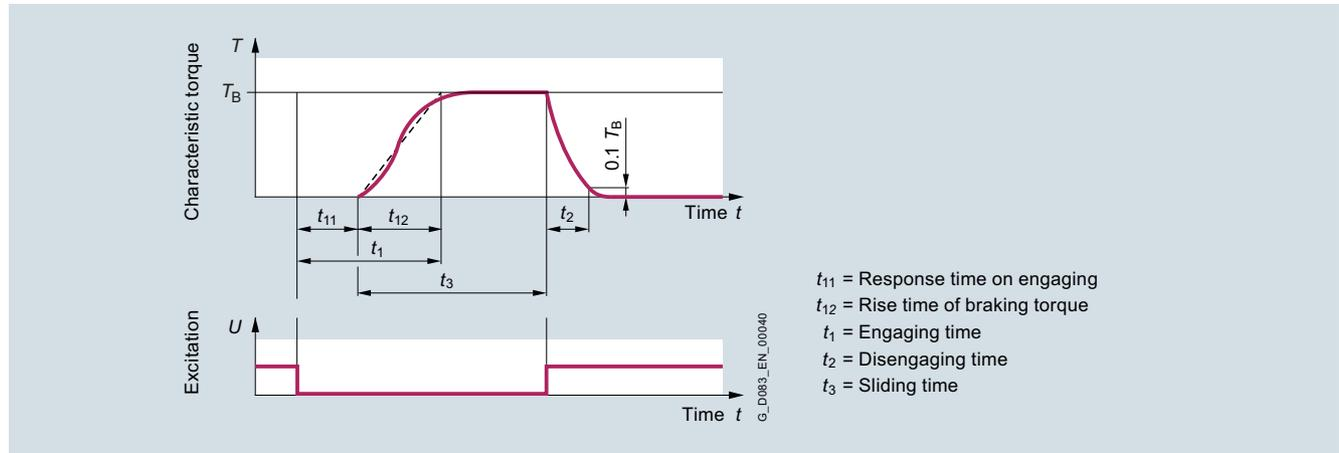 Characteristic torque
T
T_B
0.1 T_B
Time t
t_11
t_12
t_2
t_1
t_3
Excitation
U
Time t
G_D083_EN_00040
t_11 = Response time on engaging
t_12 = Rise time of braking torque
t_1 = Engaging time
t_2 = Disengaging time
t_3 = Sliding time